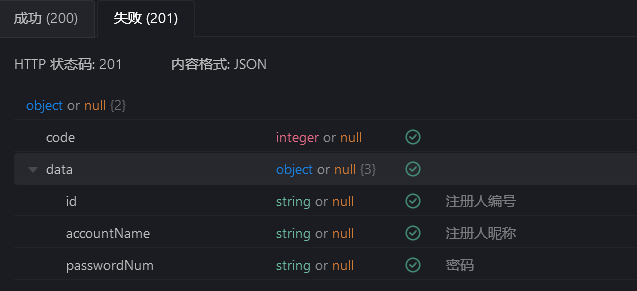 成功 (200) 失败 (201)
HTTP 状态码: 201 内容格式: JSON
object or null {2}
code integer or null
data object or null {3}
id string or null 注册人编号
accountName string or null 注册人昵称
passwordNum string or null 密码